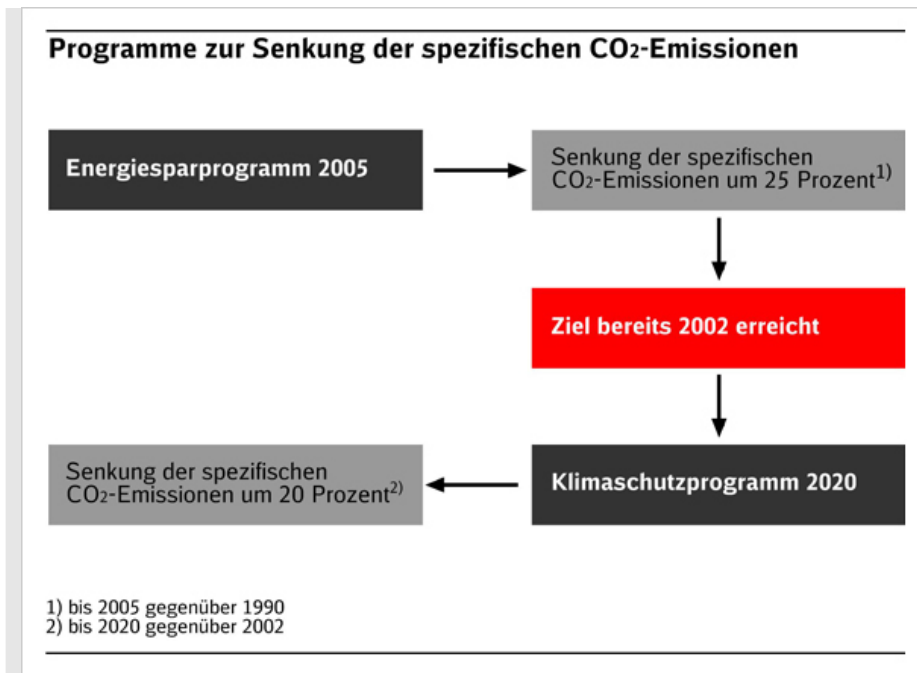 Programme zur Senkung der spezifischen CO₂-Emissionen
Energiesparprogramm 2005
Senkung der spezifischen
CO₂-Emissionen um 25 Prozent¹⁾
Ziel bereits 2002 erreicht
Klimaschutzprogramm 2020
Senkung der spezifischen
CO₂-Emissionen um 20 Prozent²⁾
1) bis 2005 gegenüber 1990
2) bis 2020 gegenüber 2002